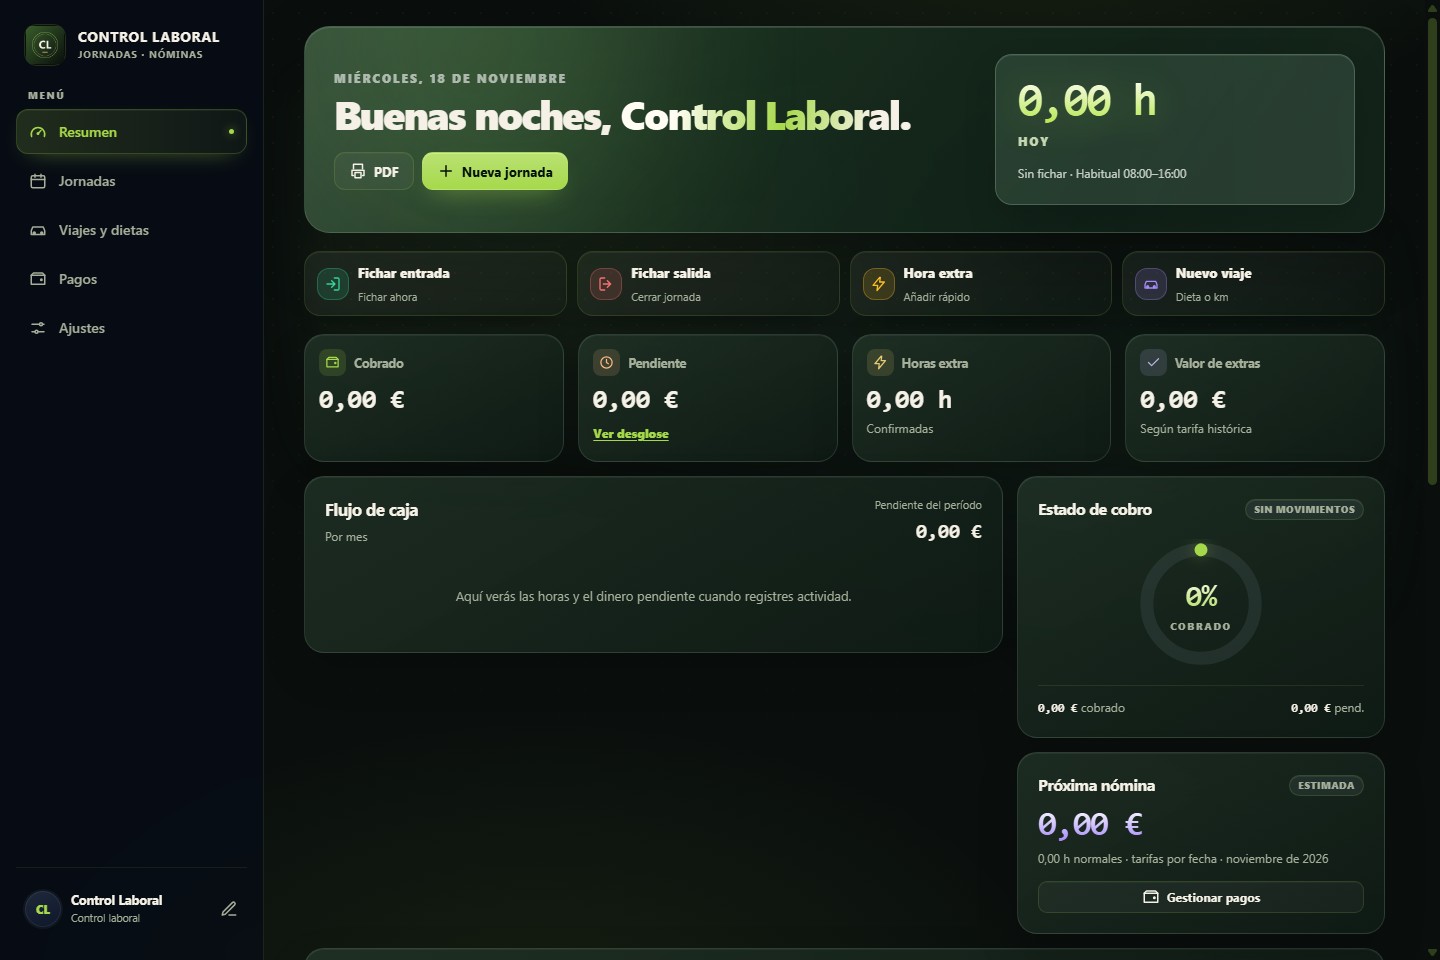 CL
CONTROL LABORAL
JORNADAS · NÓMINAS
MENÚ
Resumen
Jornadas
Viajes y dietas
Pagos
Ajustes
CL
Control Laboral
Control laboral
MIÉRCOLES, 18 DE NOVIEMBRE
Buenas noches, Control Laboral.
PDF
Nueva jornada
0,00 h
HOY
Sin fichar · Habitual 08:00–16:00
Fichar entrada
Fichar ahora
Fichar salida
Cerrar jornada
Hora extra
Añadir rápido
Nuevo viaje
Dieta o km
Cobrado
0,00 €
Pendiente
0,00 €
Ver desglose
Horas extra
0,00 h
Confirmadas
Valor de extras
0,00 €
Según tarifa histórica
Flujo de caja
Por mes
Pendiente del período
0,00 €
Aquí verás las horas y el dinero pendiente cuando registres actividad.
Estado de cobro
SIN MOVIMIENTOS
0%
COBRADO
0,00 € cobrado
0,00 € pend.
Próxima nómina
ESTIMADA
0,00 €
0,00 h normales · tarifas por fecha · noviembre de 2026
Gestionar pagos